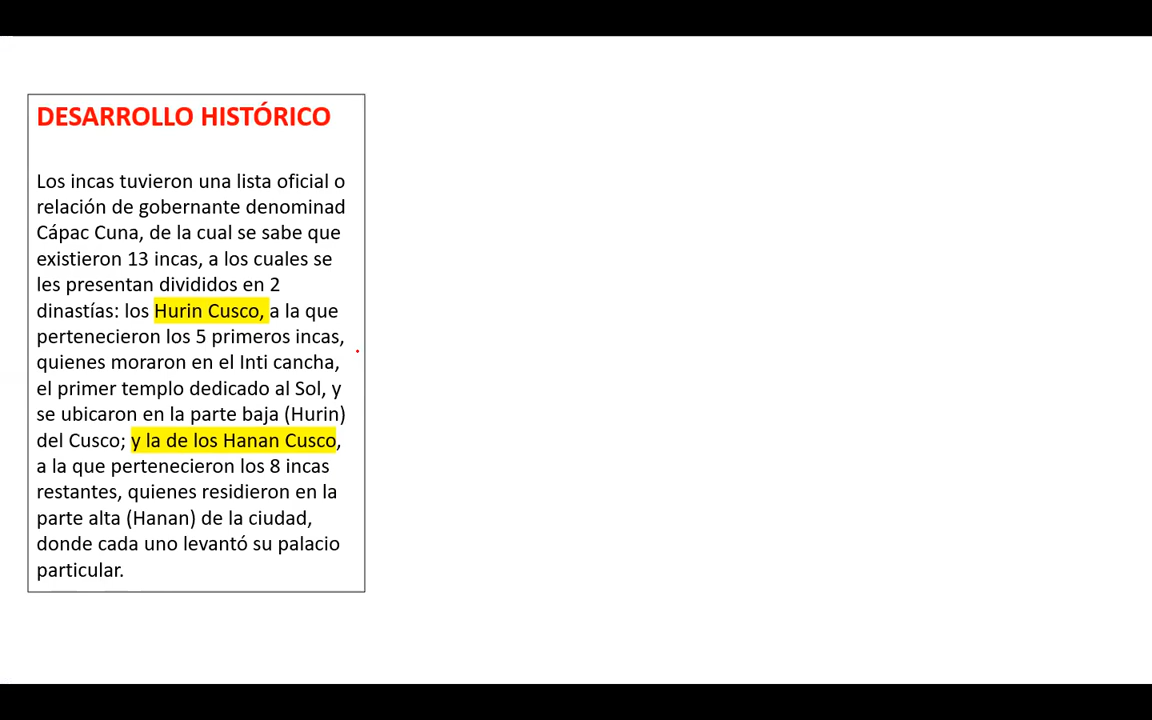 DESARROLLO HISTÓRICO
Los incas tuvieron una lista oficial o
relación de gobernante denominad
Cápac Cuna, de la cual se sabe que
existieron 13 incas, a los cuales se
les presentan divididos en 2
dinastías: los Hurin Cusco, a la que
pertenecieron los 5 primeros incas,
quienes moraron en el Inti cancha,
el primer templo dedicado al Sol, y
se ubicaron en la parte baja (Hurin)
del Cusco; y la de los Hanan Cusco,
a la que pertenecieron los 8 incas
restantes, quienes residieron en la
parte alta (Hanan) de la ciudad,
donde cada uno levantó su palacio
particular.